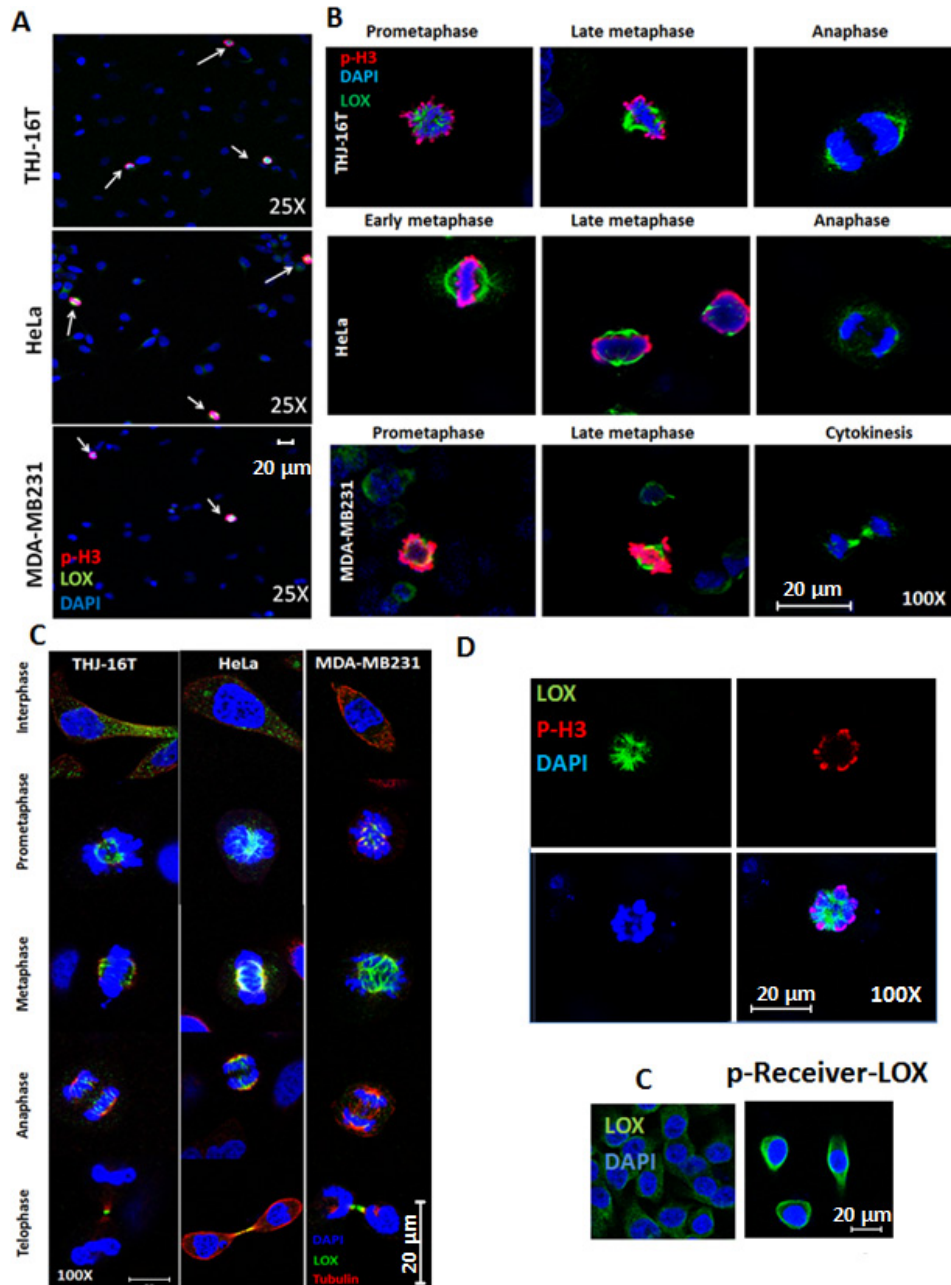 A
THJ-16T
25X
HeLa
25X
MDA-MB231
20 µm
p-H3
LOX
DAPI
25X
B
Prometaphase
Late metaphase
Anaphase
p-H3
DAPI
LOX
THJ-16T
Early metaphase
Late metaphase
Anaphase
HeLa
Prometaphase
Late metaphase
Cytokinesis
MDA-MB231
20 µm
100X
C
THJ-16T
HeLa
MDA-MB231
Interphase
Prometaphase
Metaphase
Anaphase
Telophase
100X
DAPI
LOX
Tubulin
20 µm
D
LOX
P-H3
DAPI
20 µm
100X
C
p-Receiver-LOX
LOX
DAPI
20 µm